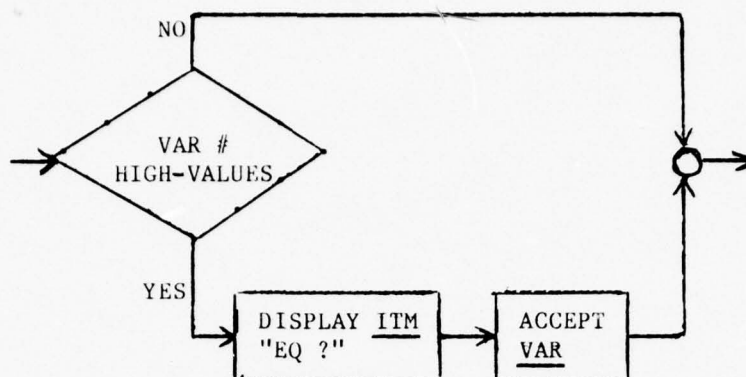 NO
VAR #
HIGH-VALUES
YES
DISPLAY ITM
"EQ ?"
ACCEPT
VAR